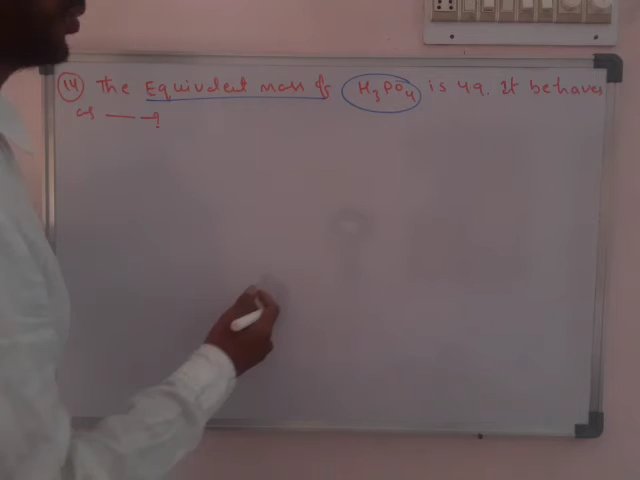 (14) The Equivalent mass of H3PO4 is 49. It behaves
as ——?